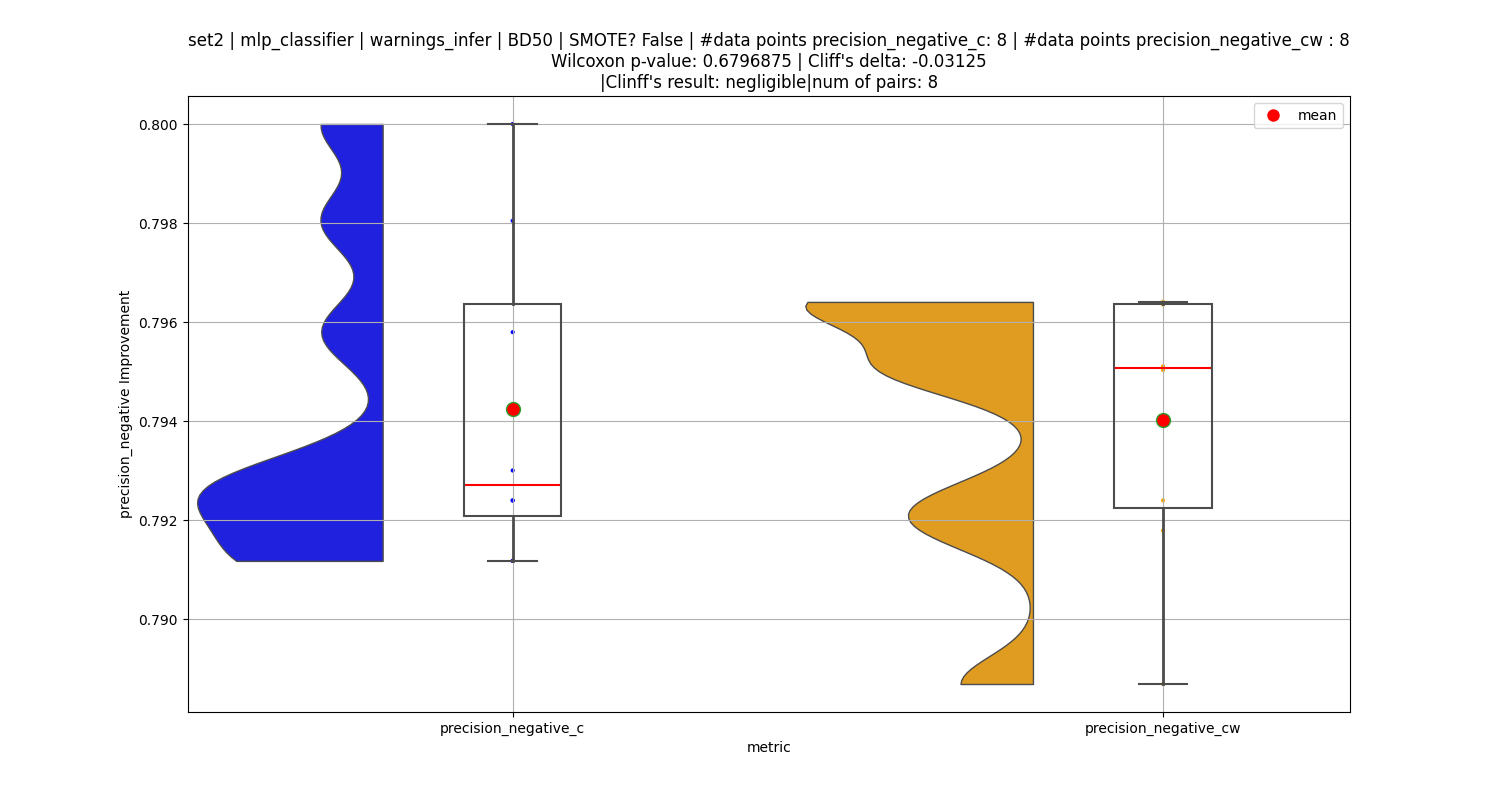 set2 | mlp_classifier | warnings_infer | BD50 | SMOTE? False | #data points precision_negative_c: 8 | #data points precision_negative_cw : 8
Wilcoxon p-value: 0.6796875 | Cliff's delta: -0.03125
|Clinff's result: negligible|num of pairs: 8
mean
0.800
0.798
0.796
0.794
0.792
0.790
precision_negative Improvement
precision_negative_c
precision_negative_cw
metric